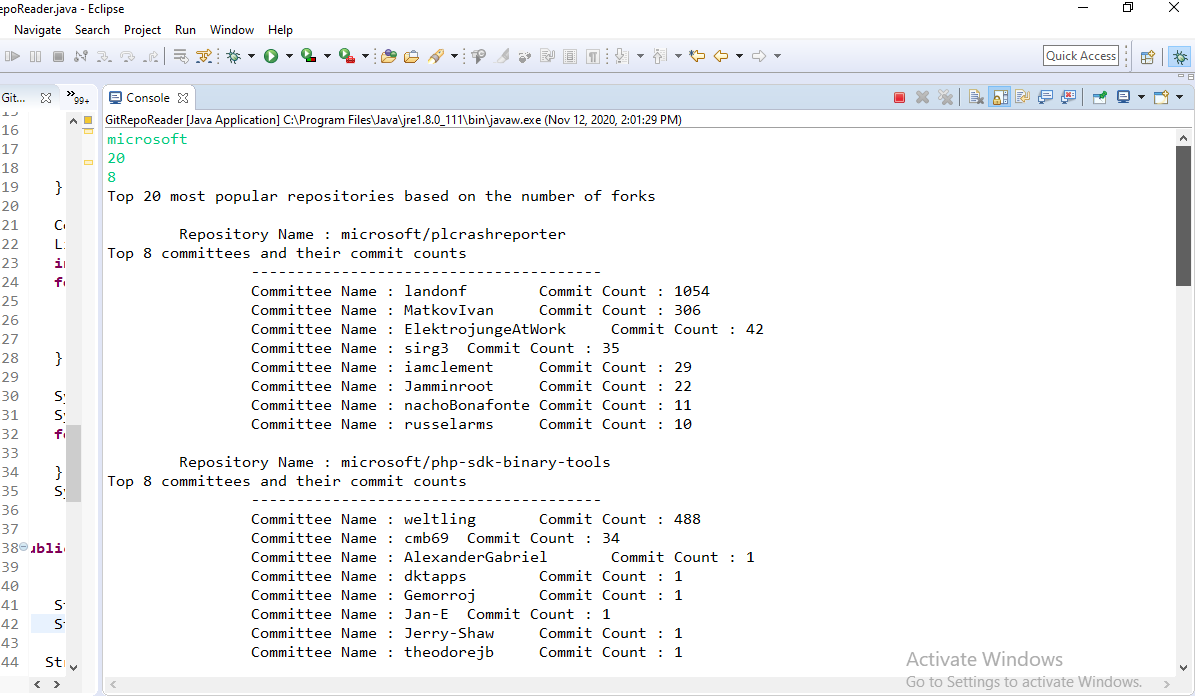 epoReader.java - Eclipse
Navigate Search Project Run Window Help
Quick Access
Git... 99+ Console
GitRepoReader [Java Application] C:\Program Files\Java\jre1.8.0_111\bin\javaw.exe (Nov 12, 2020, 2:01:29 PM)
microsoft
20
8
Top 20 most popular repositories based on the number of forks
Repository Name : microsoft/plcrashreporter
Top 8 committees and their commit counts
---------------------------------------
Committee Name : landonf Commit Count : 1054
Committee Name : MatkovIvan Commit Count : 306
Committee Name : ElektrojungeAtWork Commit Count : 42
Committee Name : sirg3 Commit Count : 35
Committee Name : iamclement Commit Count : 29
Committee Name : Jamminroot Commit Count : 22
Committee Name : nachoBonafonte Commit Count : 11
Committee Name : russelarms Commit Count : 10
Repository Name : microsoft/php-sdk-binary-tools
Top 8 committees and their commit counts
---------------------------------------
Committee Name : weltling Commit Count : 488
Committee Name : cmb69 Commit Count : 34
Committee Name : AlexanderGabriel Commit Count : 1
Committee Name : dktapps Commit Count : 1
Committee Name : Gemorroj Commit Count : 1
Committee Name : Jan-E Commit Count : 1
Committee Name : Jerry-Shaw Commit Count : 1
Committee Name : theodorejb Commit Count : 1
16
17
18
19 }
20
21
22
23
24
25
26
27
28 }
29
30
31
32
33
34 }
35
36
37
38 ublic
39
40
41
42
43
44 Str
Activate Windows
Go to Settings to activate Windows.